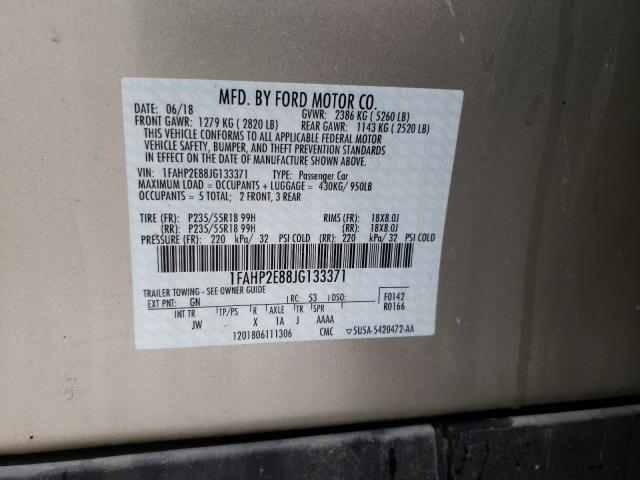 MFD. BY FORD MOTOR CO.
DATE: 06/18 GVWR: 2386 KG ( 5260 LB)
FRONT GAWR: 1279 KG ( 2820 LB) REAR GAWR: 1143 KG ( 2520 LB)
THIS VEHICLE CONFORMS TO ALL APPLICABLE FEDERAL MOTOR
VEHICLE SAFETY, BUMPER, AND THEFT PREVENTION STANDARDS
IN EFFECT ON THE DATE OF MANUFACTURE SHOWN ABOVE.
VIN: 1FAHP2E88JG133371 TYPE: Passenger Car
MAXIMUM LOAD = OCCUPANTS + LUGGAGE = 430KG/ 950LB
OCCUPANTS = 5 TOTAL; 2 FRONT, 3 REAR
TIRE (FR): P235/55R18 99H RIMS (FR): 18X8.0J
(RR): P235/55R18 99H (RR): 18X8.0J
PRESSURE (FR): 220 kPa/ 32 PSI COLD (RR): 220 kPa/ 32 PSI COLD
1FAHP2E88JG133371
TRAILER TOWING - SEE OWNER GUIDE
EXT PNT: GN RC: 53 DSO: F0142
INT TR TP/PS R AXLE TR SPR R0166
JW X TA J AAAA
1201806111306 CMC 5U5A-5420472-AA